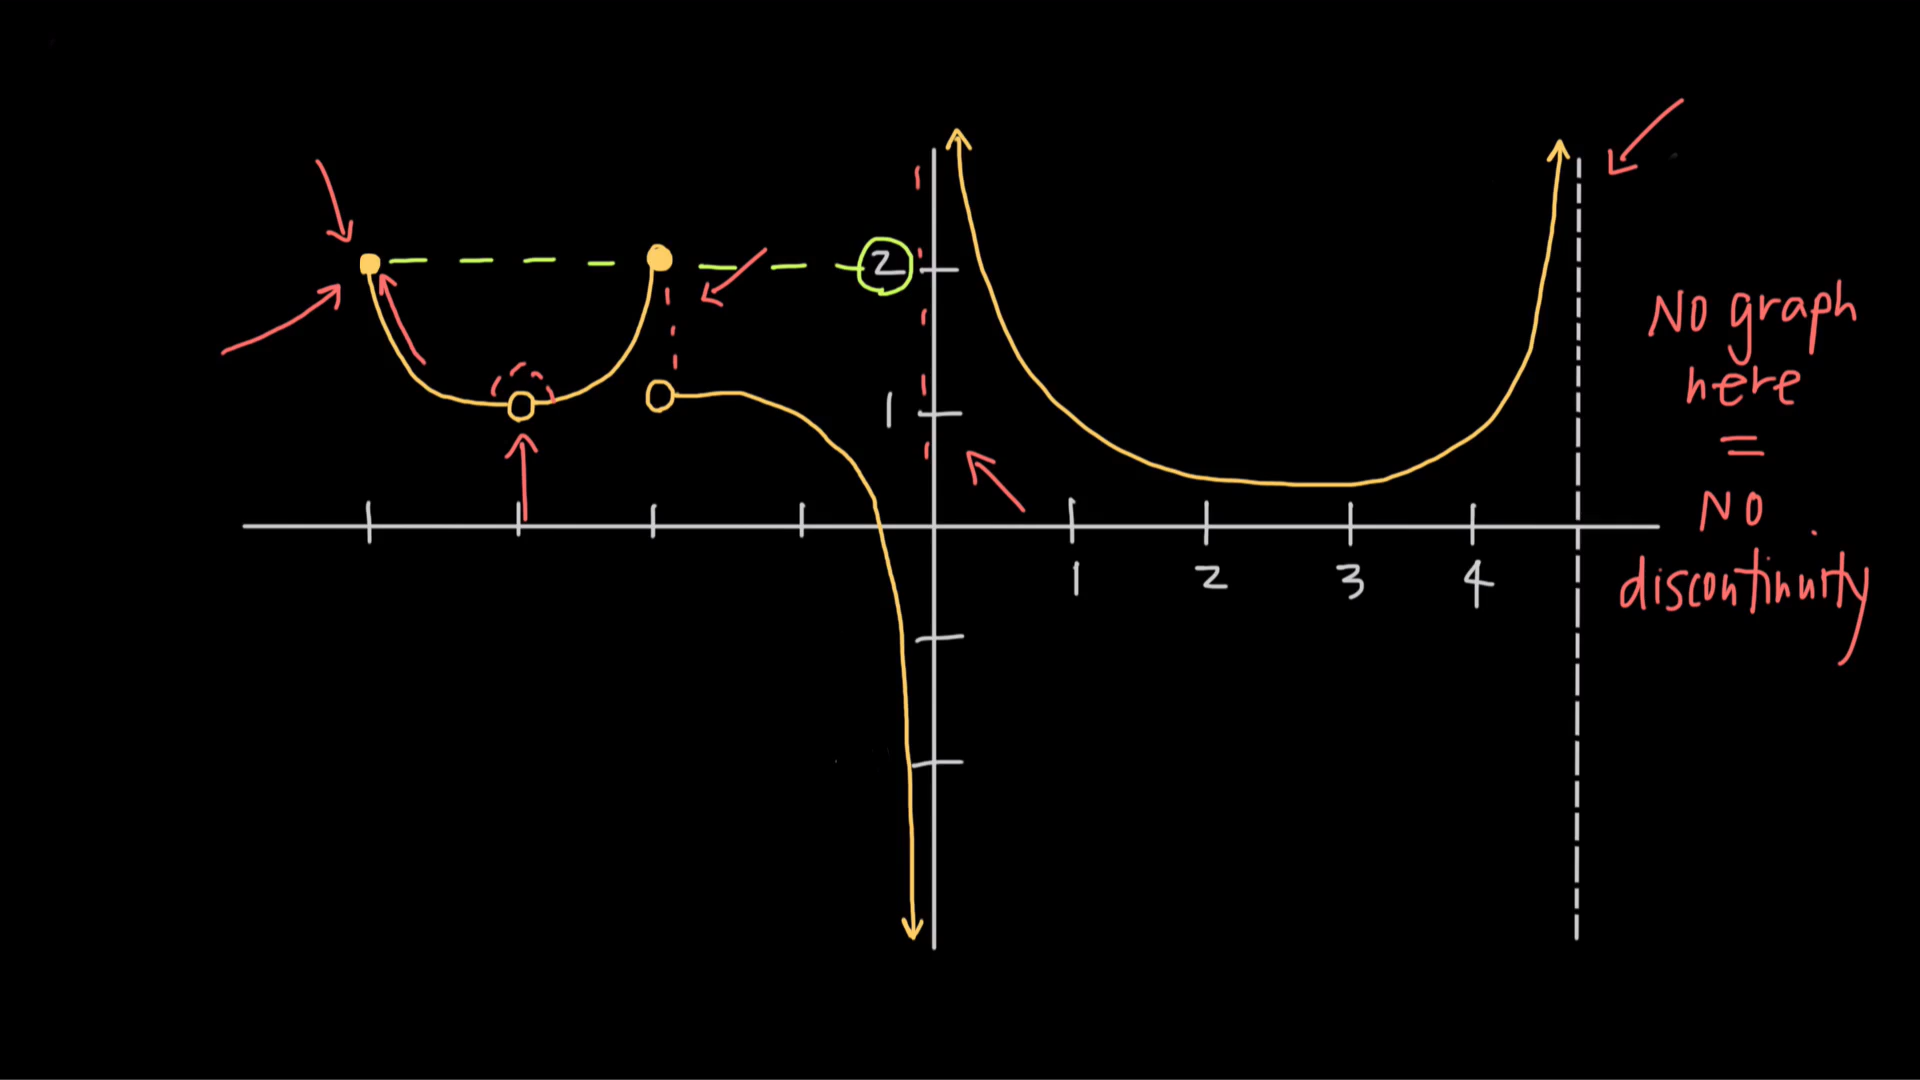 2
1
1 2 3 4
NO graph
here
=
NO
discontinuity